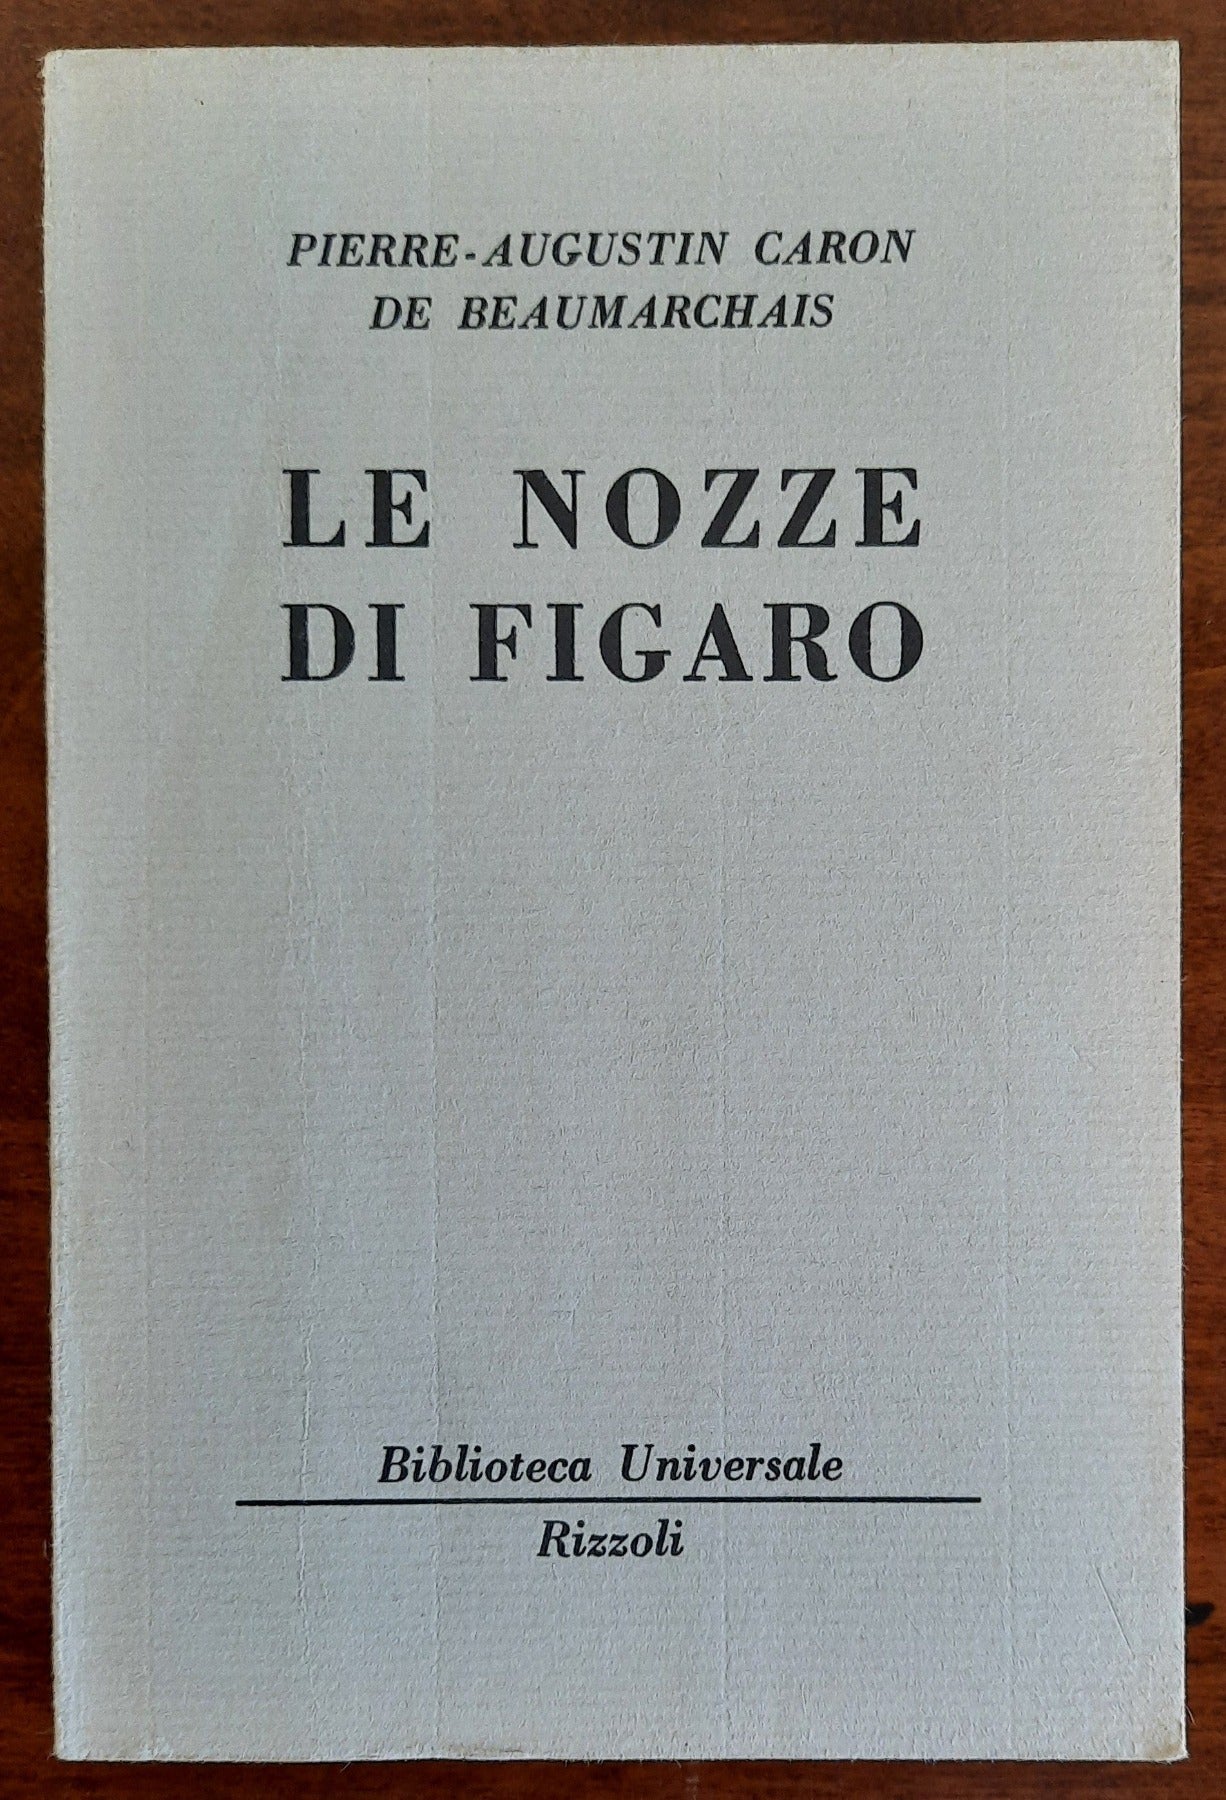 PIERRE-AUGUSTIN CARON
DE BEAUMARCHAIS
LE NOZZE
DI FIGARO
Biblioteca Universale
Rizzoli